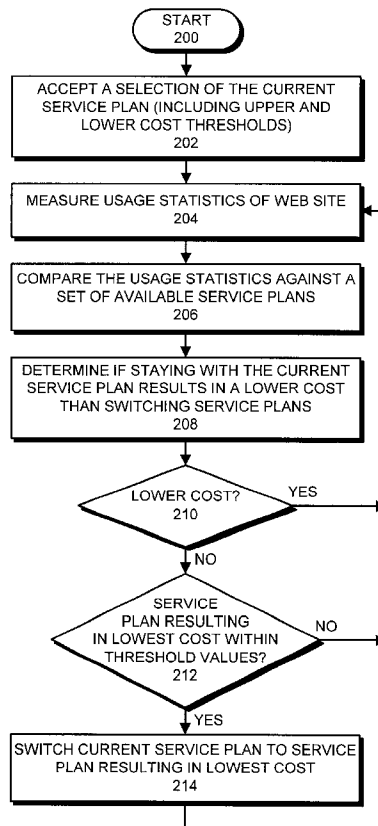 START
200
ACCEPT A SELECTION OF THE CURRENT
SERVICE PLAN (INCLUDING UPPER AND
LOWER COST THRESHOLDS)
202
MEASURE USAGE STATISTICS OF WEB SITE
204
COMPARE THE USAGE STATISTICS AGAINST A
SET OF AVAILABLE SERVICE PLANS
206
DETERMINE IF STAYING WITH THE CURRENT
SERVICE PLAN RESULTS IN A LOWER COST
THAN SWITCHING SERVICE PLANS
208
LOWER COST?
210
YES
NO
SERVICE
PLAN RESULTING
IN LOWEST COST WITHIN
THRESHOLD VALUES?
212
NO
YES
SWITCH CURRENT SERVICE PLAN TO SERVICE
PLAN RESULTING IN LOWEST COST
214